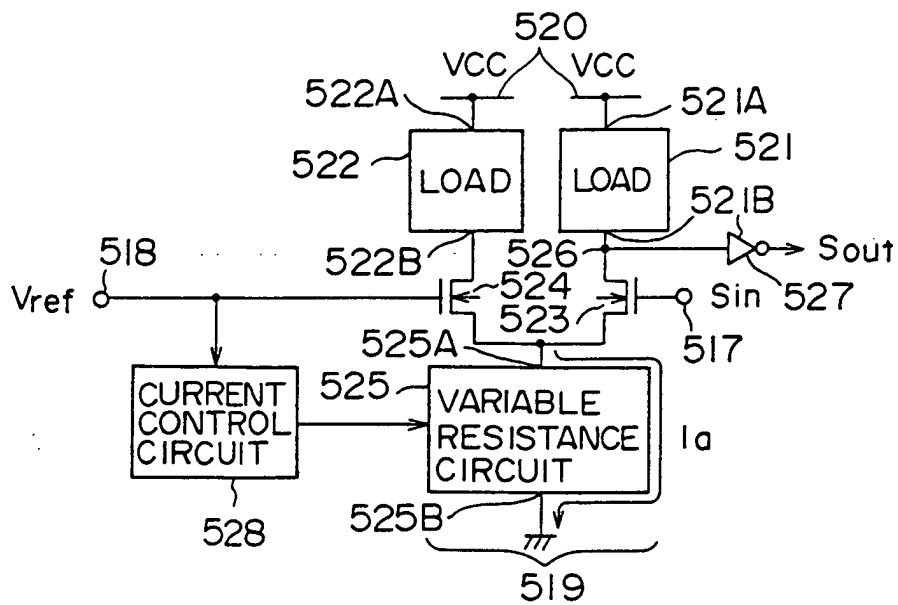 520
VCC VCC
522A 521A
522 LOAD LOAD 521
521B
522B 526 Sout
518 524 527
Vref Sin
523 517
525A
CURRENT CONTROL CIRCUIT
525 VARIABLE RESISTANCE CIRCUIT
Ia
528 525B
519